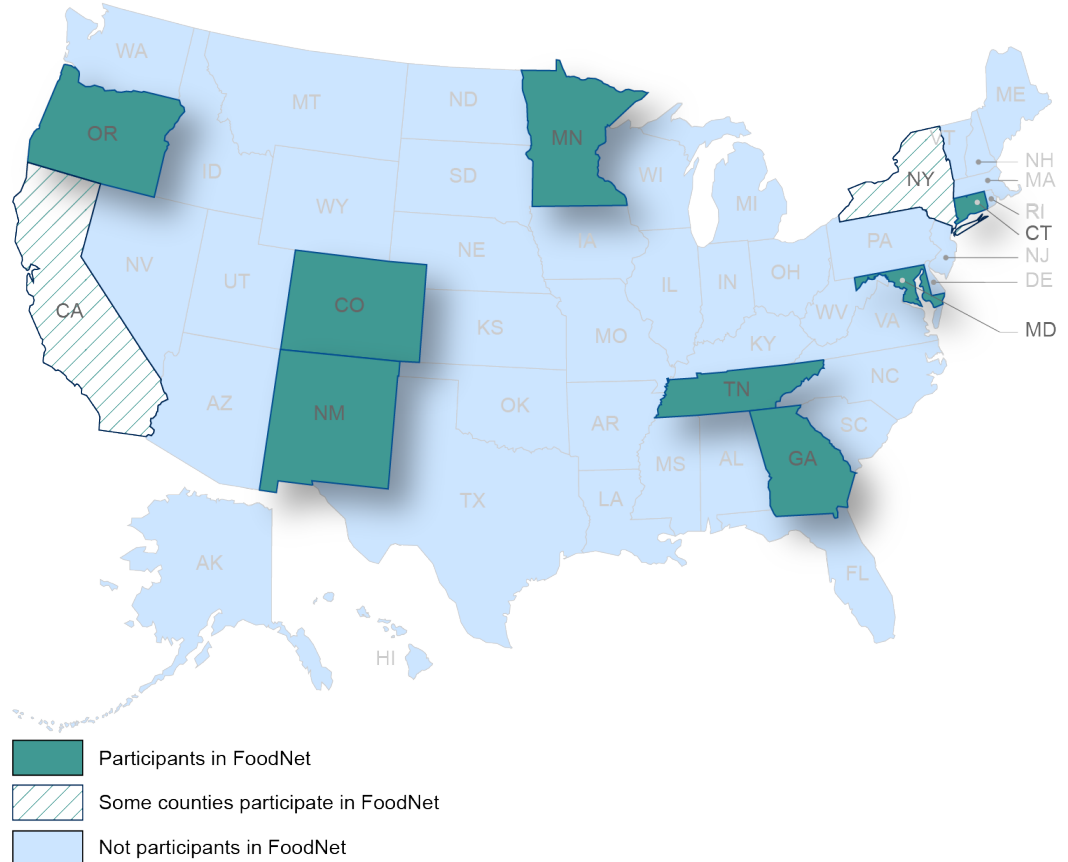 WA
MT
ND
ME
OR
MN
VT
NH
ID
SD
WI
NY
MA
WY
MI
RI
CT
NE
IA
PA
NJ
NV
UT
IL
IN
OH
DE
CO
CA
KS
MO
WV
VA
MD
KY
NC
AZ
NM
OK
AR
TN
SC
MS
AL
GA
TX
LA
AK
FL
HI
Participants in FoodNet
Some counties participate in FoodNet
Not participants in FoodNet